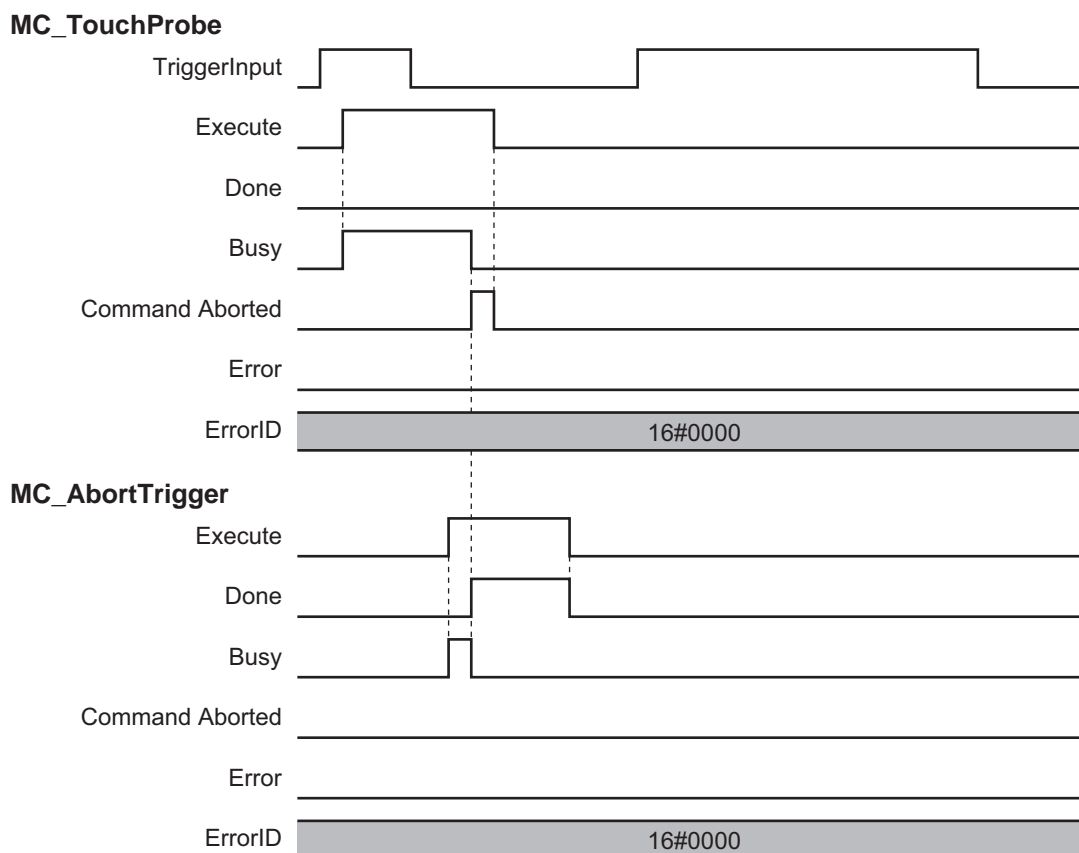 MC_TouchProbe
TriggerInput
Execute
Done
Busy
Command Aborted
Error
ErrorID 16#0000
MC_AbortTrigger
Execute
Done
Busy
Command Aborted
Error
ErrorID 16#0000